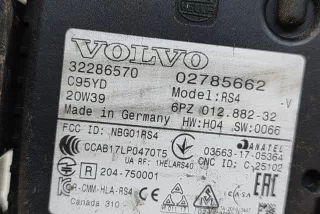 VOLVO
32286570 02785662
C95YD Model:RS4 -V
20W39 6PZ 012.882-32
Made in Germany HW:H04 SW:0066
FCC ID: NBG01RS4 ANATEL
CCAB17LP0470T5 03563-17-05364
UA RF: 1HELARS40 CNC ID: C-25102
R 204-750001
R-CMM-HLA-RS4 ICASA EAC
Canada 310